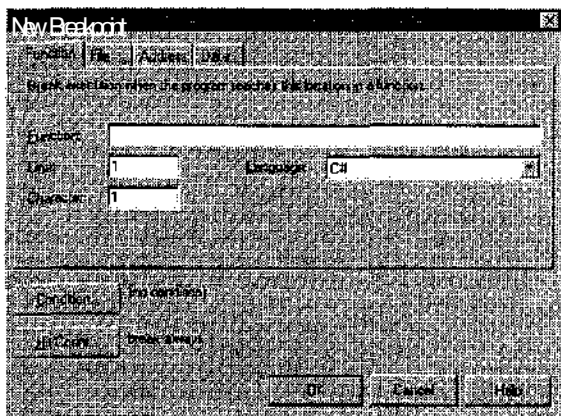 New Breakpoint
Function File Address Data
Break execution when the program reaches this location in a function.
Function:
Line: 1 Language: C#
Character: 1
Condition... (no condition)
Hit Count... break always
OK Cancel Help